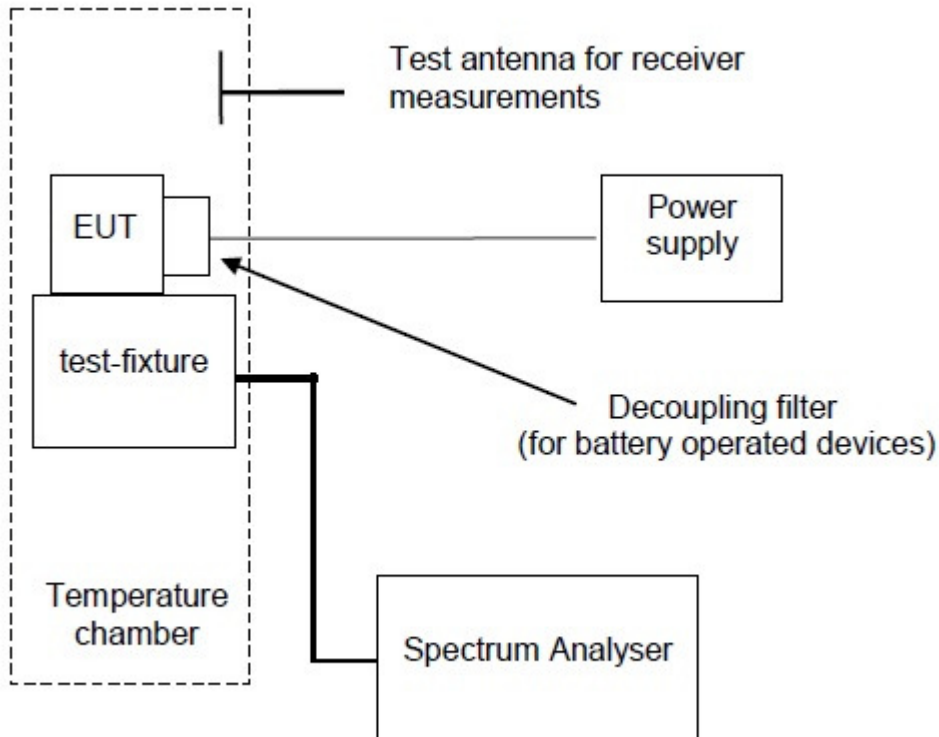 Test antenna for receiver
measurements
EUT
Power
supply
test-fixture
Decoupling filter
(for battery operated devices)
Temperature
chamber
Spectrum Analyser